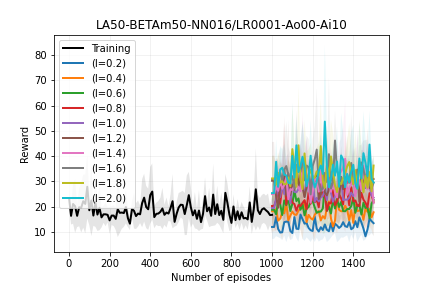 LA50-BETAm50-NN016/LR0001-Ao00-Ai10
Training
(l=0.2)
(l=0.4)
(l=0.6)
(l=0.8)
(l=1.0)
(l=1.2)
(l=1.4)
(l=1.6)
(l=1.8)
(l=2.0)
Reward
80
70
60
50
40
30
20
10
0 200 400 600 800 1000 1200 1400
Number of episodes